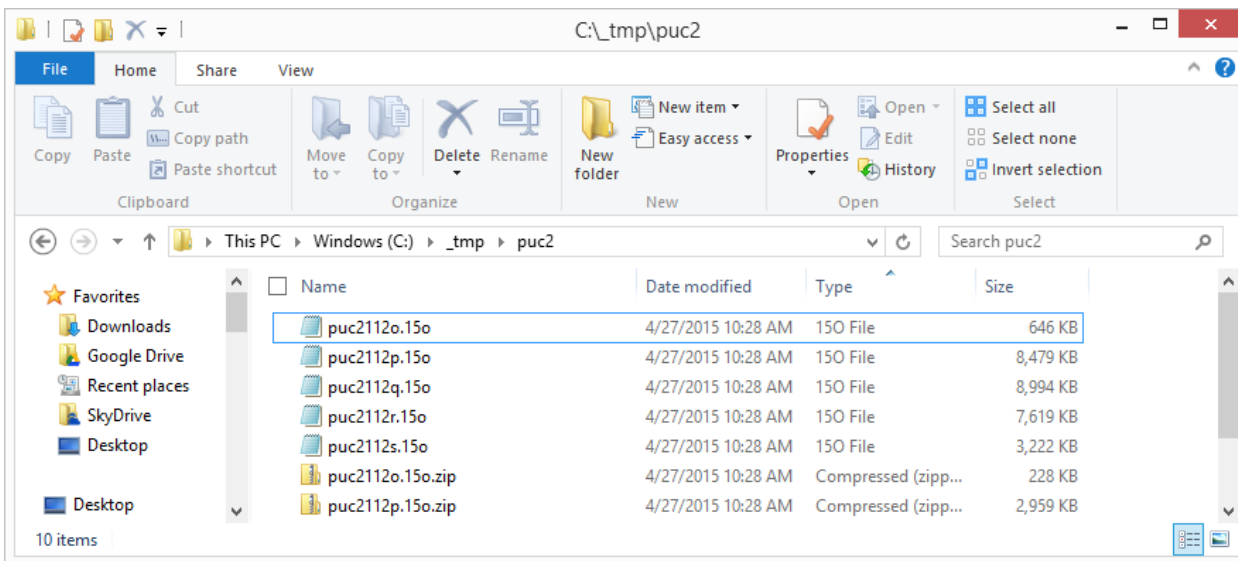 C:\_tmp\puc2
File Home Share View
Copy
Paste
Cut
Copy path
Paste shortcut
Clipboard
Move to
Copy to
Delete
Rename
Organize
New folder
New item
Easy access
New
Properties
Open
Edit
History
Open
Select all
Select none
Invert selection
Select
This PC Windows (C:) _tmp puc2
Search puc2
Favorites
Downloads
Google Drive
Recent places
SkyDrive
Desktop
Desktop
Name Date modified Type Size
puc2112o.15o 4/27/2015 10:28 AM 15O File 646 KB
puc2112p.15o 4/27/2015 10:28 AM 15O File 8,479 KB
puc2112q.15o 4/27/2015 10:28 AM 15O File 8,994 KB
puc2112r.15o 4/27/2015 10:28 AM 15O File 7,619 KB
puc2112s.15o 4/27/2015 10:28 AM 15O File 3,222 KB
puc2112o.15o.zip 4/27/2015 10:28 AM Compressed (zipp... 228 KB
puc2112p.15o.zip 4/27/2015 10:28 AM Compressed (zipp... 2,959 KB
10 items